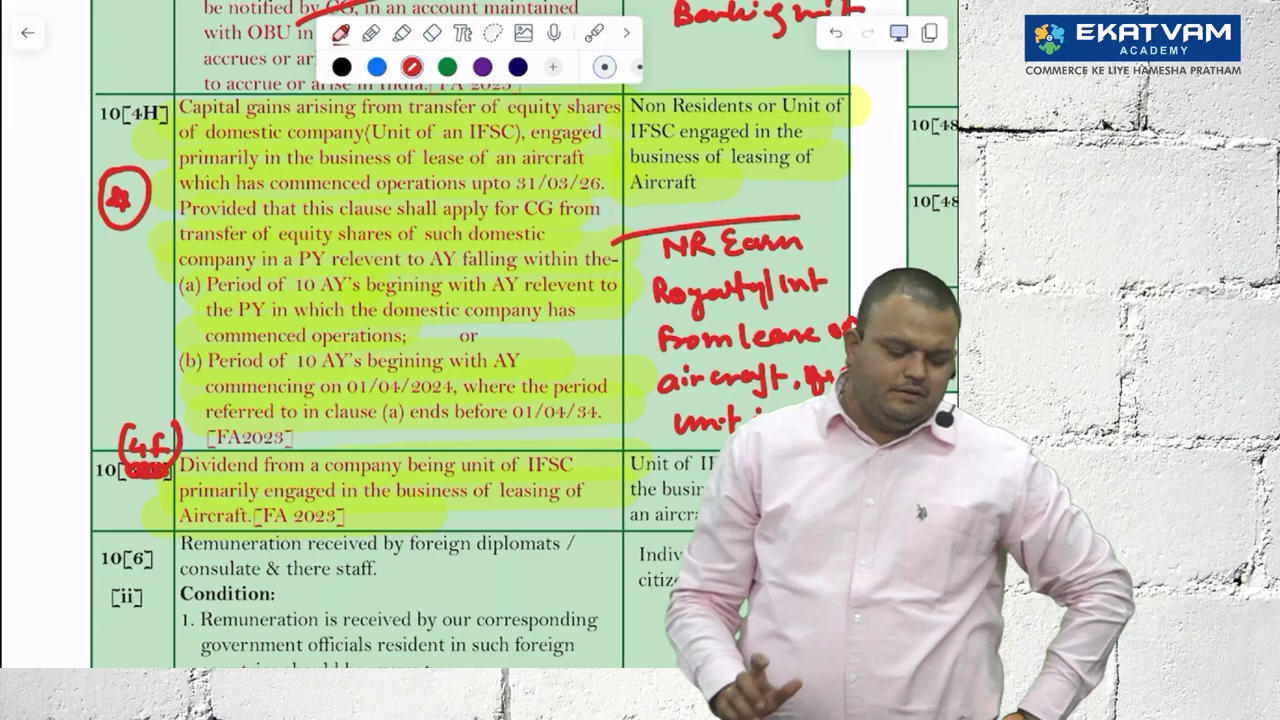 be notified by CG, in an account maintained
with OBU in
accrues or ar
to accrue or arise in India.[ FA 2023]
Banking unit
EKATVAM
ACADEMY
COMMERCE KE LIYE HAMESHA PRATHAM
Tt
10[4H]
Capital gains arising from transfer of equity shares
of domestic company(Unit of an IFSC), engaged
primarily in the business of lease of an aircraft
which has commenced operations upto 31/03/26.
Provided that this clause shall apply for CG from
transfer of equity shares of such domestic
company in a PY relevent to AY falling within the-
(a) Period of 10 AY's begining with AY relevent to
the PY in which the domestic company has
commenced operations; or
(b) Period of 10 AY's begining with AY
commencing on 01/04/2024, where the period
referred to in clause (a) ends before 01/04/34.
[FA2023]
Non Residents or Unit of
IFSC engaged in the
business of leasing of
Aircraft
NR Earn
Royalty/Int
From lease of
aircraft,
unit
(4F)
10[
Dividend from a company being unit of IFSC
primarily engaged in the business of leasing of
Aircraft.[FA 2023]
Unit of IF
the busin
an aircra
10[6]
[ii]
Remuneration received by foreign diplomats /
consulate & there staff.
Condition:
1. Remuneration is received by our corresponding
government officials resident in such foreign
Indiv
citize
10[48
10[48